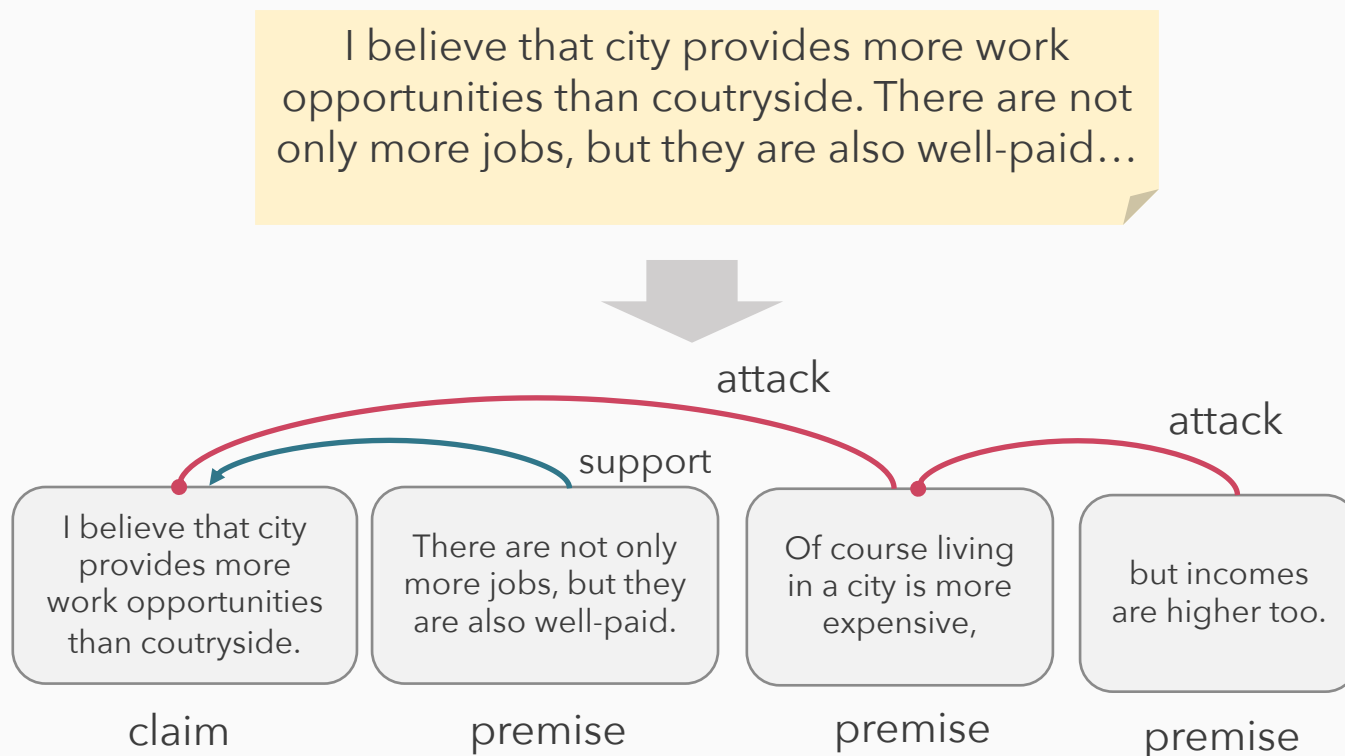 I believe that city provides more work
opportunities than coutryside. There are not
only more jobs, but they are also well-paid…
attack
attack
support
I believe that city
provides more
work opportunities
than coutryside.
There are not only
more jobs, but they
are also well-paid.
Of course living
in a city is more
expensive,
but incomes
are higher too.
claim
premise
premise
premise